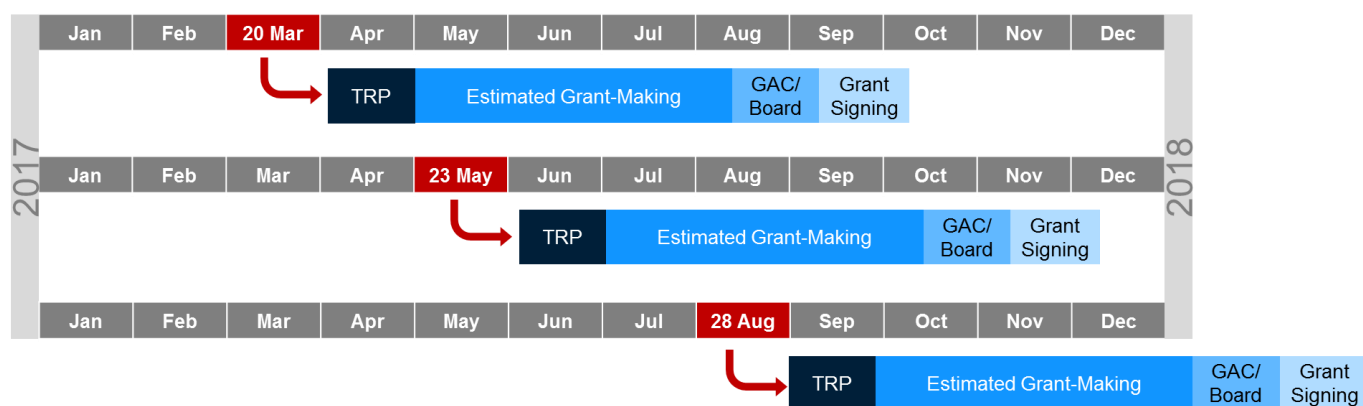 Jan Feb 20 Mar Apr May Jun Jul Aug Sep Oct Nov Dec
TRP Estimated Grant-Making GAC/ Grant
Board Signing
2017
2018
Jan Feb Mar Apr 23 May Jun Jul Aug Sep Oct Nov Dec
TRP Estimated Grant-Making GAC/ Grant
Board Signing
Jan Feb Mar Apr May Jun Jul 28 Aug Sep Oct Nov Dec
TRP Estimated Grant-Making GAC/ Grant
Board Signing